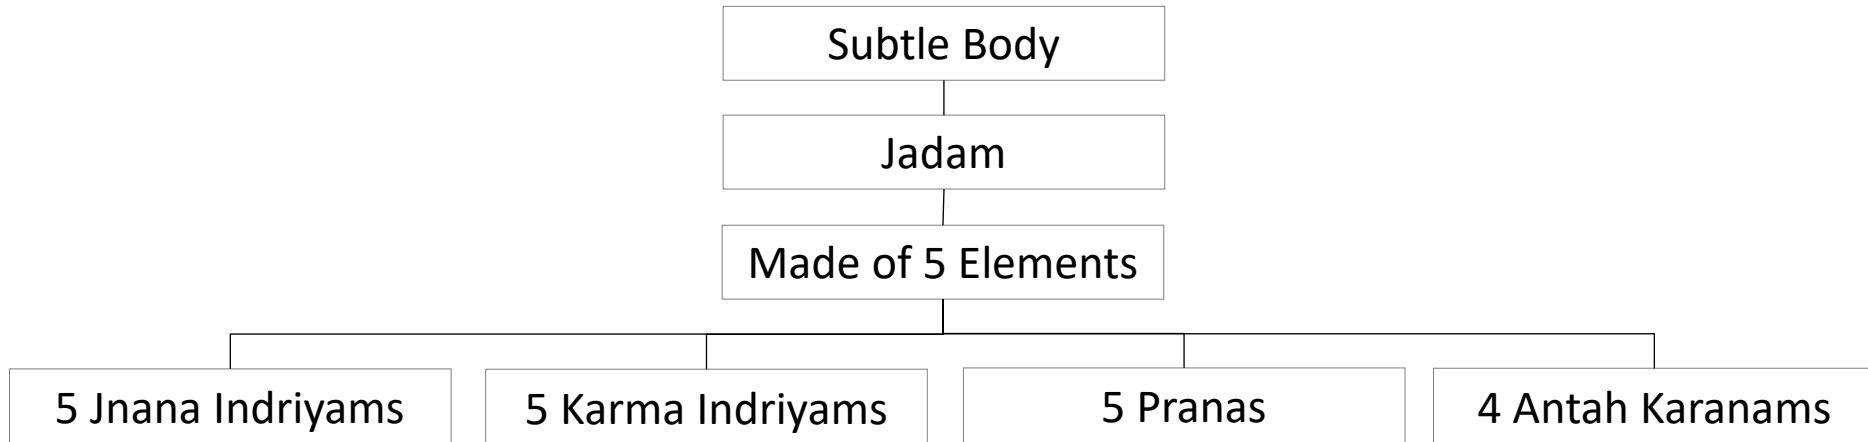 Subtle Body
Jadam
Made of 5 Elements
5 Jnana Indriyams
5 Karma Indriyams
5 Pranas
4 Antah Karanams